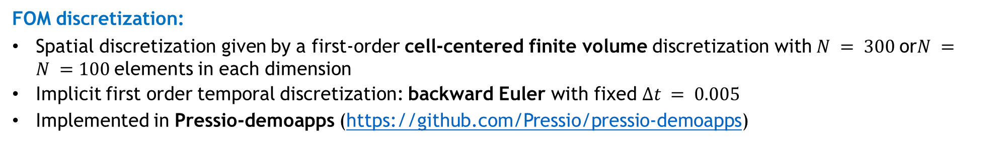 FOM discretization:
• Spatial discretization given by a first-order cell-centered finite volume discretization with N = 300 orN =
N = 100 elements in each dimension
• Implicit first order temporal discretization: backward Euler with fixed Δt = 0.005
• Implemented in Pressio-demoapps (https://github.com/Pressio/pressio-demoapps)